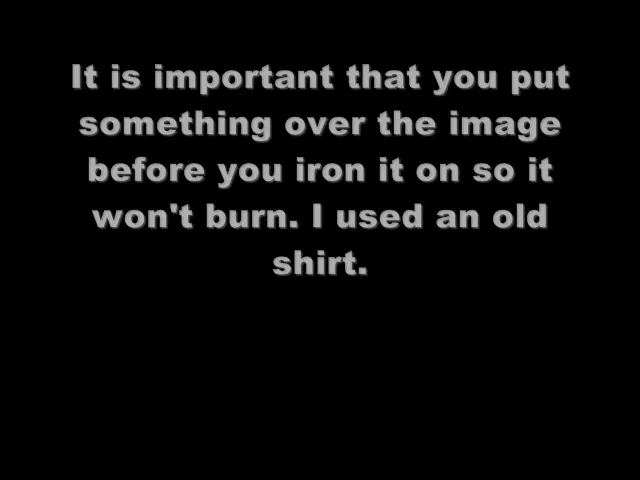 It is important that you put
something over the image
before you iron it on so it
won't burn. I used an old
shirt.